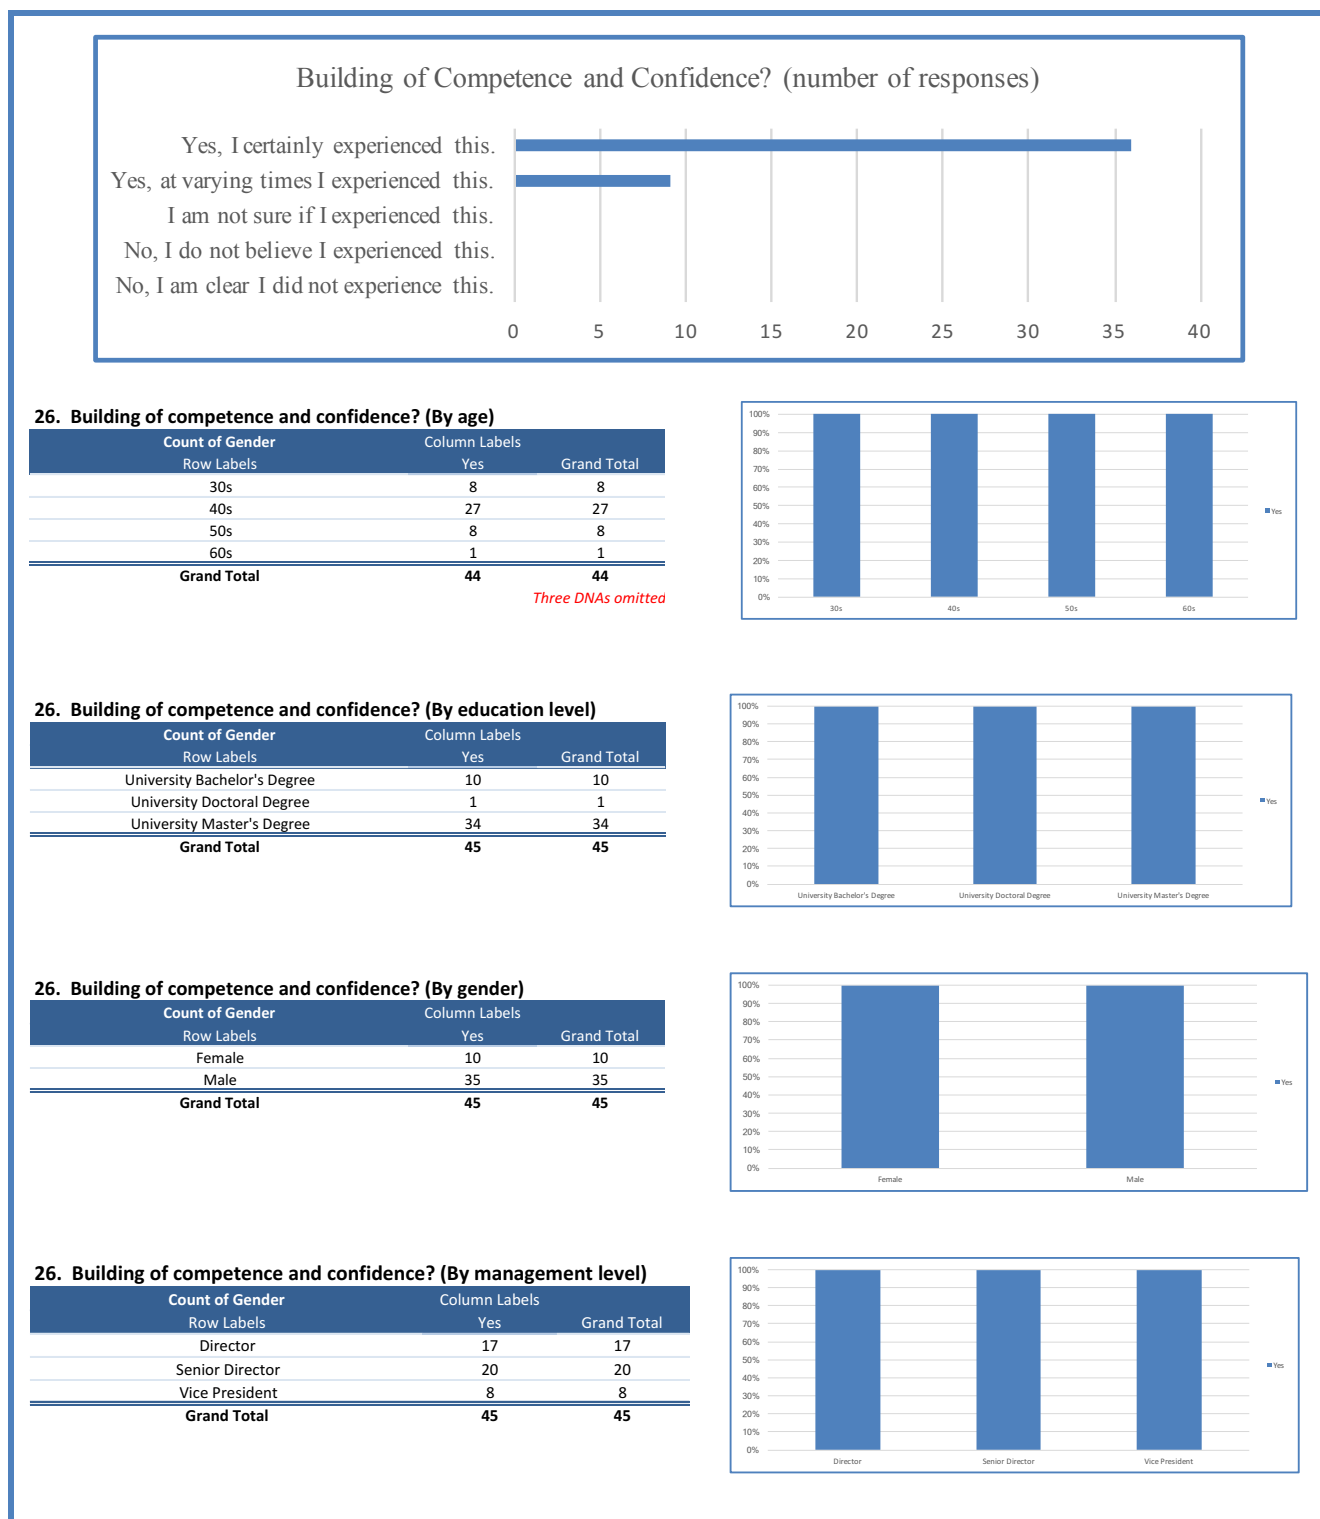 Building of Competence and Confidence? (number of responses)
Yes, I certainly experienced this.
Yes, at varying times I experienced this.
I am not sure if I experienced this.
No, I do not believe I experienced this.
No, I am clear I did not experience this.
0 5 10 15 20 25 30 35 40
26. Building of competence and confidence? (By age)
Count of Gender Column Labels
Row Labels Yes Grand Total
30s 8 8
40s 27 27
50s 8 8
60s 1 1
Grand Total 44 44
Three DNAs omitted
100%
90%
80%
70%
60%
50%
40%
30%
20%
10%
0%
30s 40s 50s 60s
Yes
26. Building of competence and confidence? (By education level)
Count of Gender Column Labels
Row Labels Yes Grand Total
University Bachelor's Degree 10 10
University Doctoral Degree 1 1
University Master's Degree 34 34
Grand Total 45 45
100%
90%
80%
70%
60%
50%
40%
30%
20%
10%
0%
University Bachelor's Degree University Doctoral Degree University Master's Degree
Yes
26. Building of competence and confidence? (By gender)
Count of Gender Column Labels
Row Labels Yes Grand Total
Female 10 10
Male 35 35
Grand Total 45 45
100%
90%
80%
70%
60%
50%
40%
30%
20%
10%
0%
Female Male
Yes
26. Building of competence and confidence? (By management level)
Count of Gender Column Labels
Row Labels Yes Grand Total
Director 17 17
Senior Director 20 20
Vice President 8 8
Grand Total 45 45
100%
90%
80%
70%
60%
50%
40%
30%
20%
10%
0%
Director Senior Director Vice President
Yes